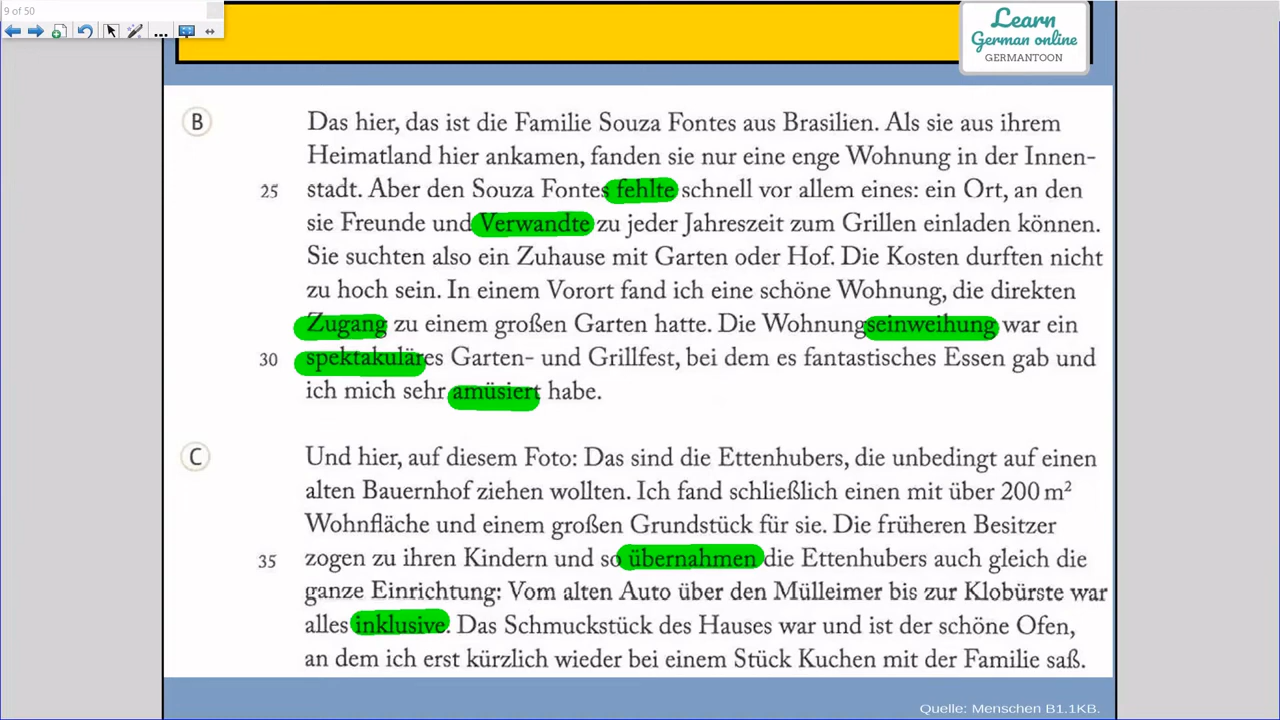 9 of 50
Learn
German online
GERMANTOON
B
Das hier, das ist die Familie Souza Fontes aus Brasilien. Als sie aus ihrem
Heimatland hier ankamen, fanden sie nur eine enge Wohnung in der Innen-
25 stadt. Aber den Souza Fontes fehlte schnell vor allem eines: ein Ort, an den
sie Freunde und Verwandte zu jeder Jahreszeit zum Grillen einladen können.
Sie suchten also ein Zuhause mit Garten oder Hof. Die Kosten durften nicht
zu hoch sein. In einem Vorort fand ich eine schöne Wohnung, die direkten
Zugang zu einem großen Garten hatte. Die Wohnungseinweihung war ein
30 spektakuläres Garten- und Grillfest, bei dem es fantastisches Essen gab und
ich mich sehr amüsiert habe.
C
Und hier, auf diesem Foto: Das sind die Ettenhubers, die unbedingt auf einen
alten Bauernhof ziehen wollten. Ich fand schließlich einen mit über 200 m²
Wohnfläche und einem großen Grundstück für sie. Die früheren Besitzer
35 zogen zu ihren Kindern und so übernahmen die Ettenhubers auch gleich die
ganze Einrichtung: Vom alten Auto über den Mülleimer bis zur Klobürste war
alles inklusive. Das Schmuckstück des Hauses war und ist der schöne Ofen,
an dem ich erst kürzlich wieder bei einem Stück Kuchen mit der Familie saß.
Quelle: Menschen B1.1KB.